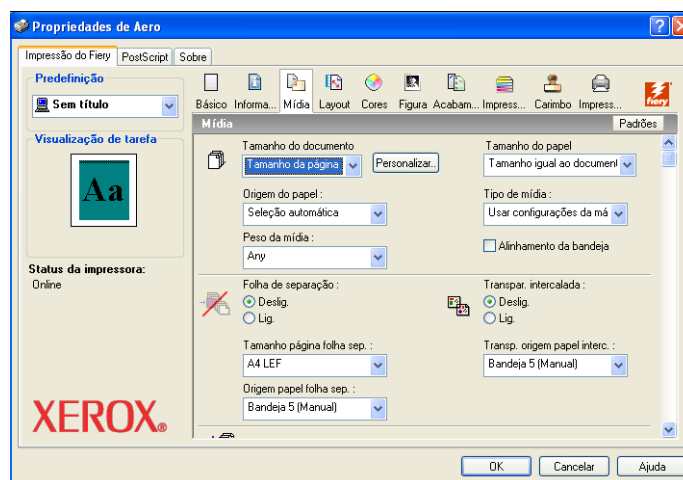 Propriedades de Aero
Impressão do Fiery PostScript Sobre
Predefinição
Sem título
Básico Informa... Mídia Layout Cores Figura Acabam... Impress... Carimbo Impress...
fiery
Mídia Padrões
Visualização de tarefa
Aa
Status da impressora:
Online
XEROX®
Tamanho do documento Tamanho do papel
Tamanho da página Personalizar.. Tamanho igual ao document
Origem do papel : Tipo de mídia :
Seleção automática Usar configurações da má
Peso da mídia :
Any Alinhamento da bandeja
Folha de separação : Transpar. intercalada :
Deslig. Deslig.
Lig. Lig.
Tamanho página folha sep. : Transp. origem papel interc. :
A4 LEF Bandeja 5 (Manual)
Origem papel folha sep. :
Bandeja 5 (Manual)
OK Cancelar Ajuda